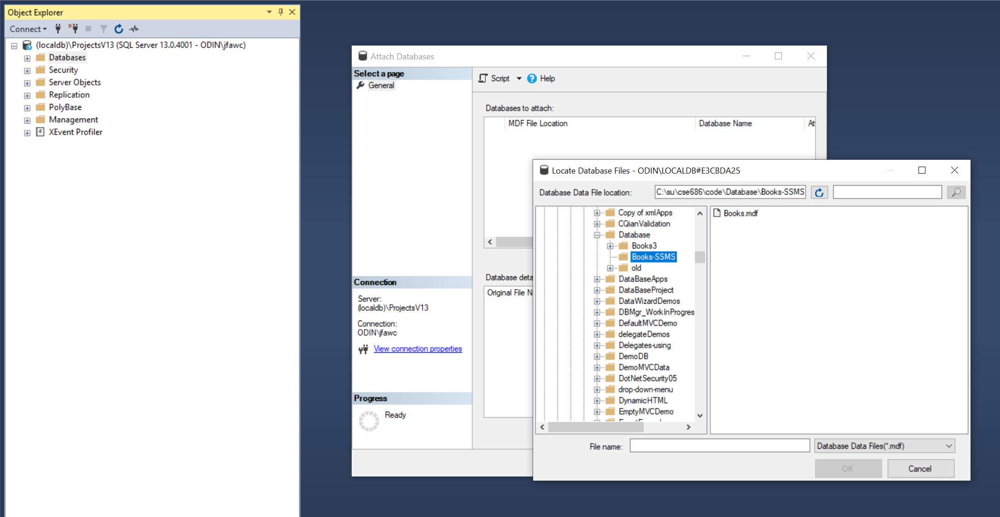 Object Explorer
Connect
(localdb)\ProjectsV13 (SQL Server 13.0.4001 - ODIN\jfawc)
Databases
Security
Server Objects
Replication
PolyBase
Management
XEvent Profiler
Attach Databases
Select a page
General
Script
Help
Databases to attach:
MDF File Location Database Name At
Database deta
Original File N
Connection
Server:
(localdb)\ProjectsV13
Connection:
ODIN\jfawc
View connection properties
Progress
Ready
Locate Database Files - ODIN\LOCALDB#E3CBDA25
Database Data File location: C:\su\cse686\code\Database\Books-SSMS
Copy of xmlApps
CQianValidation
Database
Books3
Books-SSMS
old
DataBaseApps
DataBaseProject
DataWizardDemos
DBMgr_WorkInProgres
DefaultMVCDemo
delegateDemos
Delegates-using
DemoDB
DemoMVCData
DotNetSecurity05
drop-down-menu
DynamicHTML
EmptyMVCDemo
Books.mdf
File name: Database Data Files(*.mdf)
OK Cancel